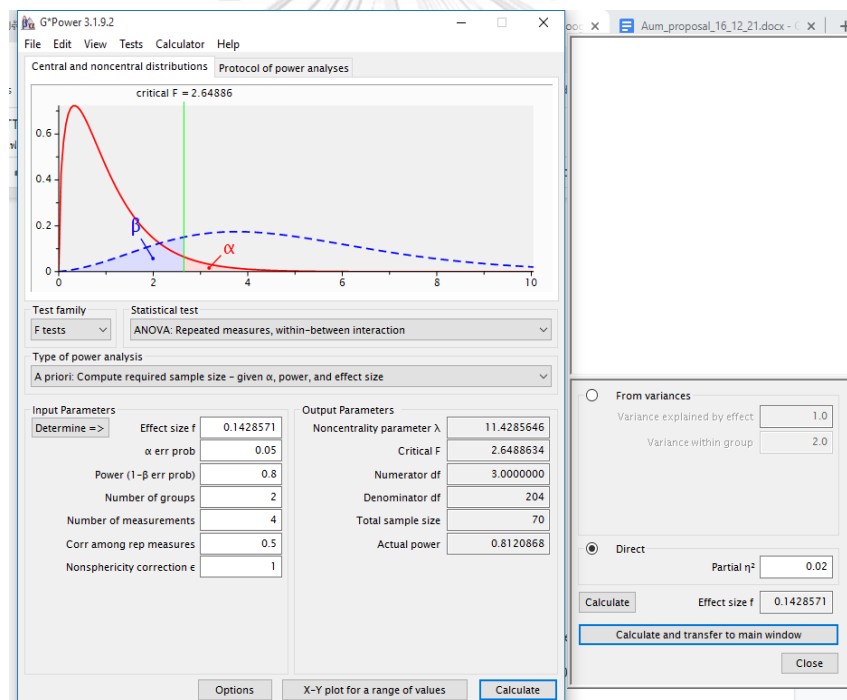 G*Power 3.1.9.2
Aum_proposal_16_12_21.docx - G
File Edit View Tests Calculator Help
Central and noncentral distributions
Protocol of power analyses
critical F = 2.64886
0.6
0.4
0.2
0
β
α
0 2 4 6 8 10
Test family
Statistical test
F tests
ANOVA: Repeated measures, within-between interaction
Type of power analysis
A priori: Compute required sample size - given α, power, and effect size
Input Parameters
Determine =>
Effect size f 0.1428571
α err prob 0.05
Power (1-β err prob) 0.8
Number of groups 2
Number of measurements 4
Corr among rep measures 0.5
Nonsphericity correction ϵ 1
Output Parameters
Noncentrality parameter λ 11.4285646
Critical F 2.6488634
Numerator df 3.0000000
Denominator df 204
Total sample size 70
Actual power 0.8120868
Options
X-Y plot for a range of values
Calculate
From variances
Variance explained by effect 1.0
Variance within group 2.0
Direct
Partial η² 0.02
Calculate
Effect size f 0.1428571
Calculate and transfer to main window
Close